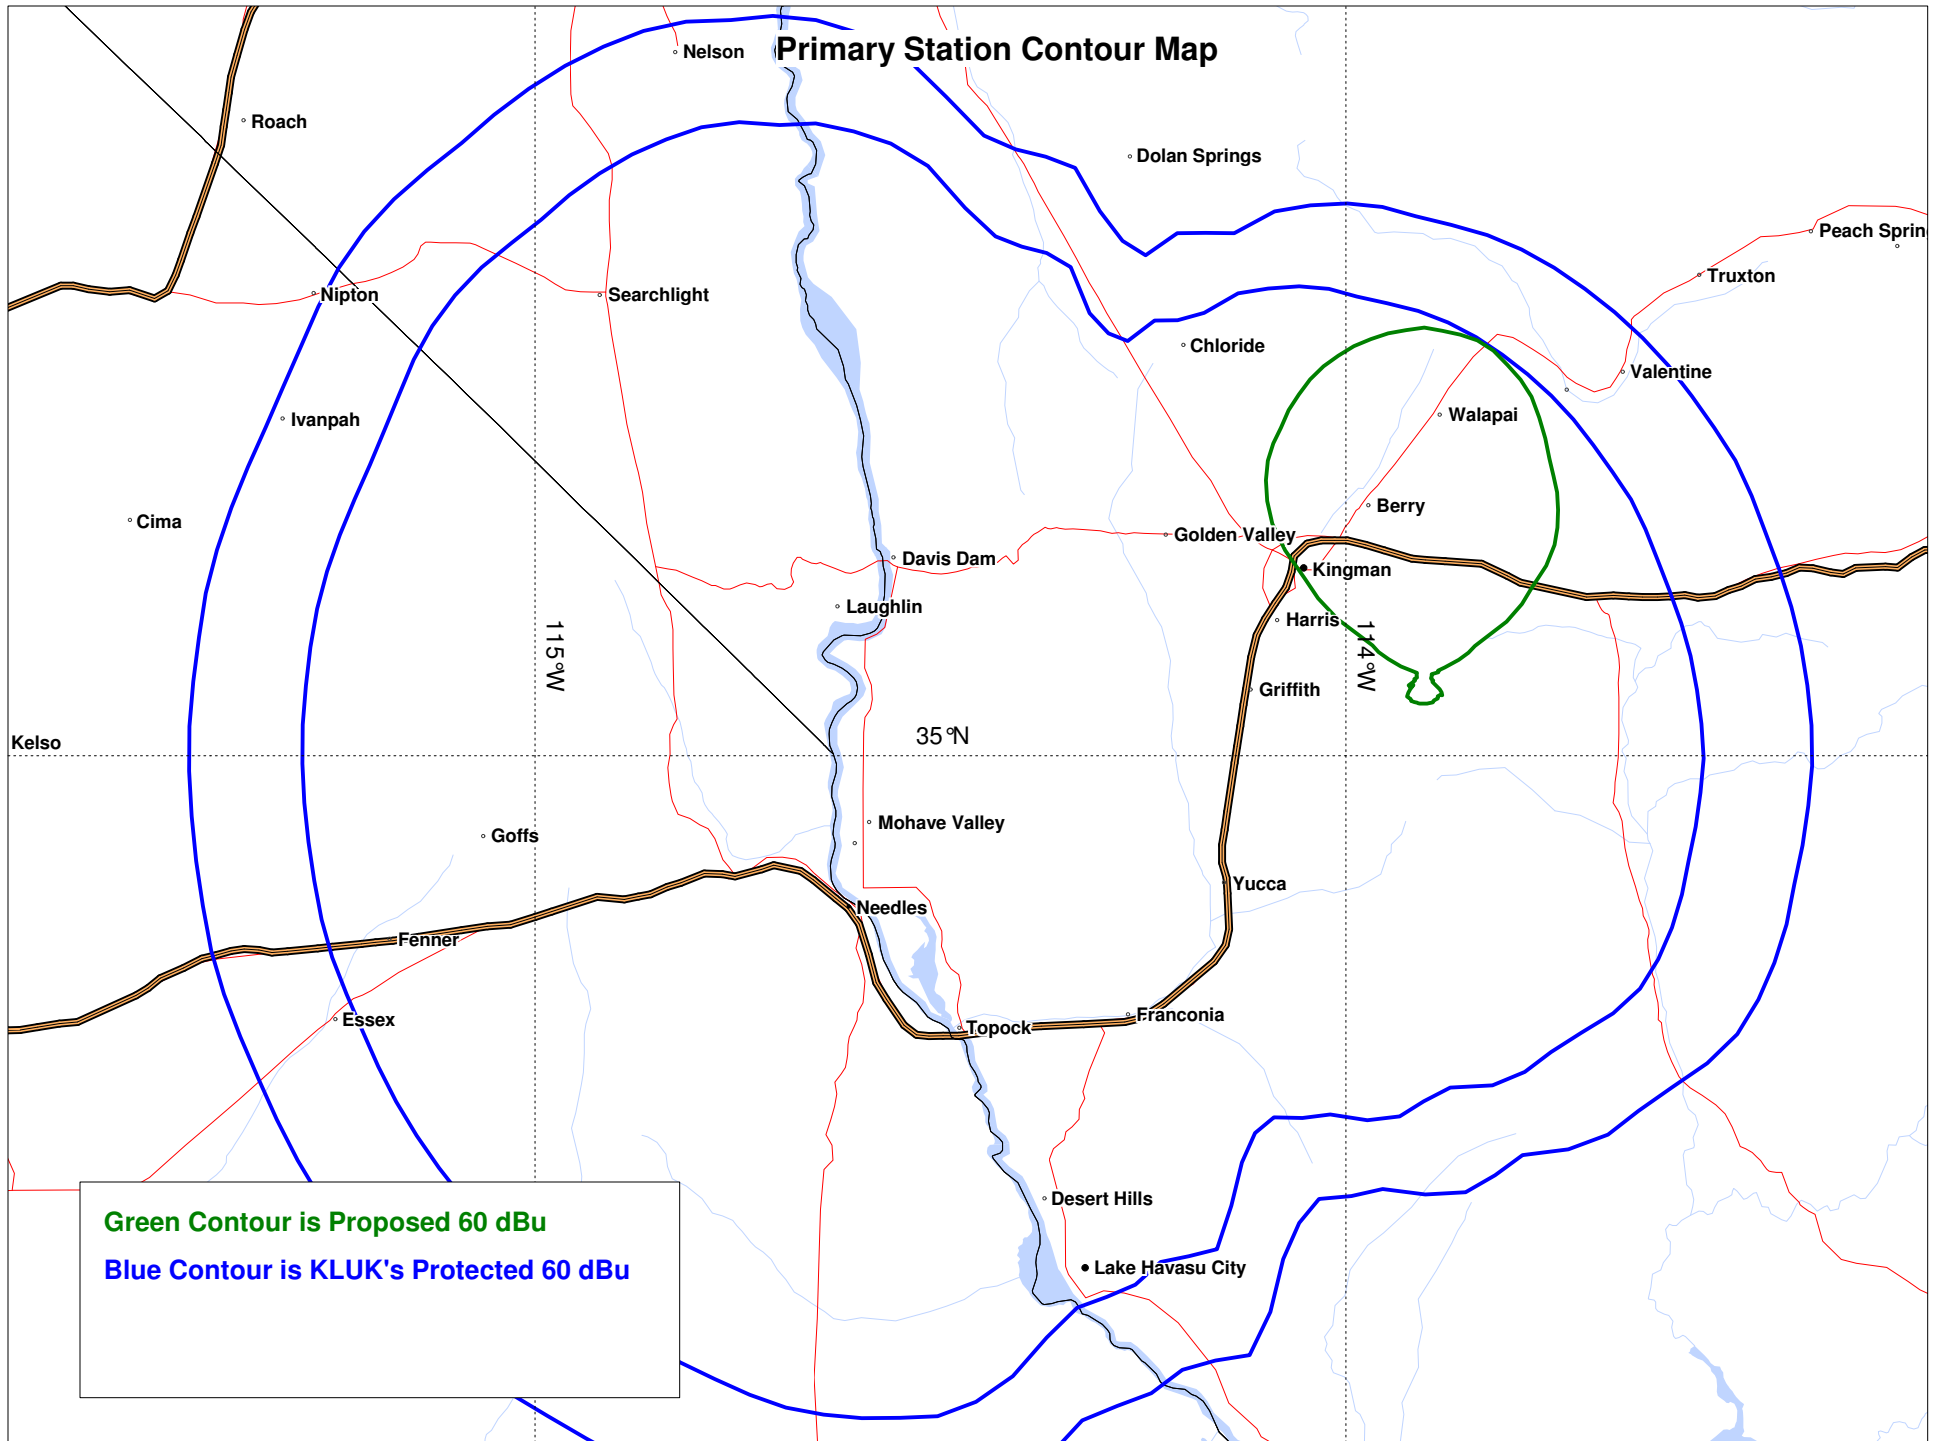 Primary Station Contour Map
Nelson
Roach
Dolan Springs
Peach Sprin
Truxton
Nipton
Searchlight
Chloride
Valentine
Ivanpah
Walapai
Berry
Cima
Golden Valley
Davis Dam
Kingman
Laughlin
Harris
115°W
114°W
Griffith
35°N
Kelso
Mohave Valley
Goffs
Yucca
Needles
Fenner
Essex
Franconia
Topock
Desert Hills
Green Contour is Proposed 60 dBu
Lake Havasu City
Blue Contour is KLUK's Protected 60 dBu